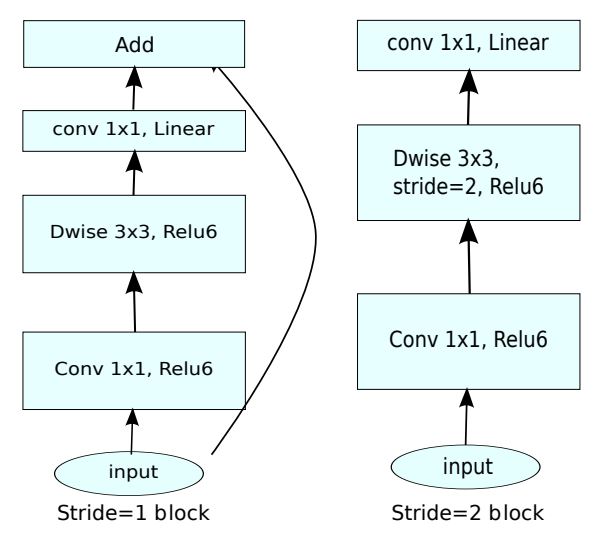 Add
conv 1x1, Linear
Dwise 3x3, Relu6
Conv 1x1, Relu6
input
Stride=1 block
conv 1x1, Linear
Dwise 3x3,
stride=2, Relu6
Conv 1x1, Relu6
input
Stride=2 block